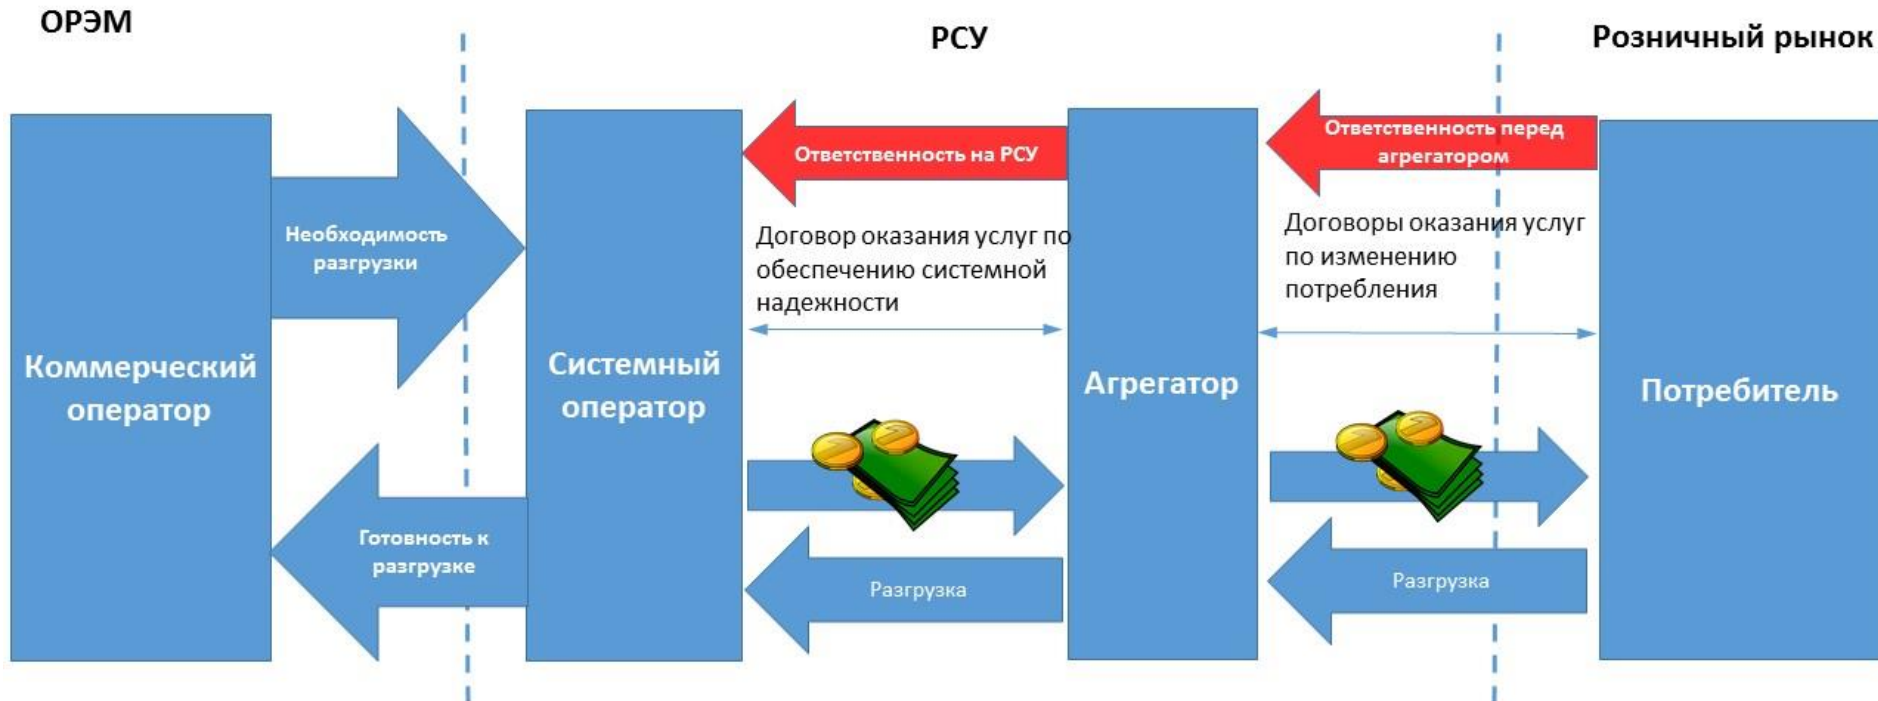 ОРЭМ
РСУ
Розничный рынок
Коммерческий
оператор
Необходимость
разгрузки
Готовность к
разгрузке
Системный
оператор
Ответственность на РСУ
Договор оказания услуг по
обеспечению системной
надежности
Разгрузка
Агрегатор
Ответственность перед
агрегатором
Договоры оказания услуг
по изменению
потребления
Разгрузка
Потребитель